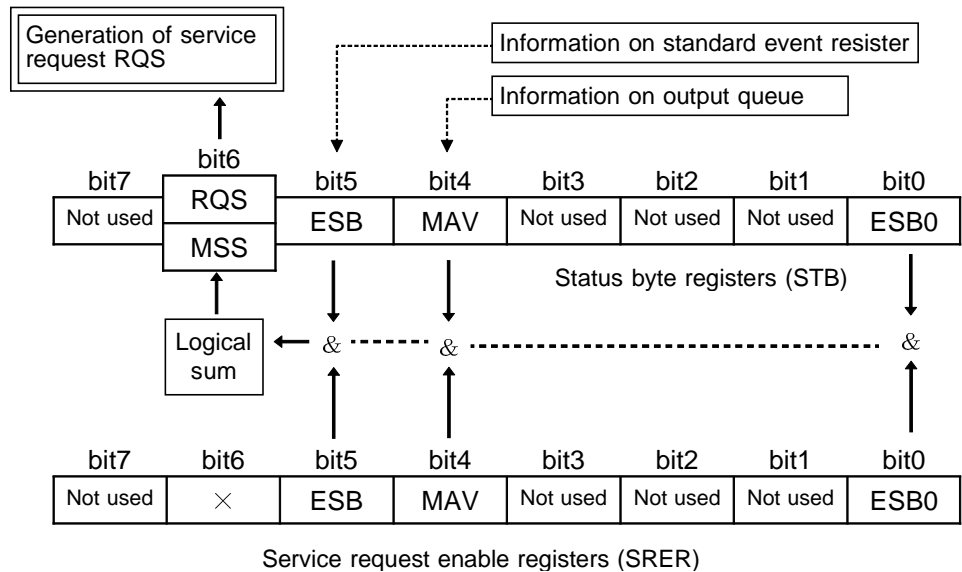 Generation of service
request RQS
Information on standard event resister
Information on output queue
bit7 bit6 bit5 bit4 bit3 bit2 bit1 bit0
Not used RQS ESB MAV Not used Not used Not used ESB0
MSS
Status byte registers (STB)
Logical
sum
& & &
bit7 bit6 bit5 bit4 bit3 bit2 bit1 bit0
Not used × ESB MAV Not used Not used Not used ESB0
Service request enable registers (SRER)